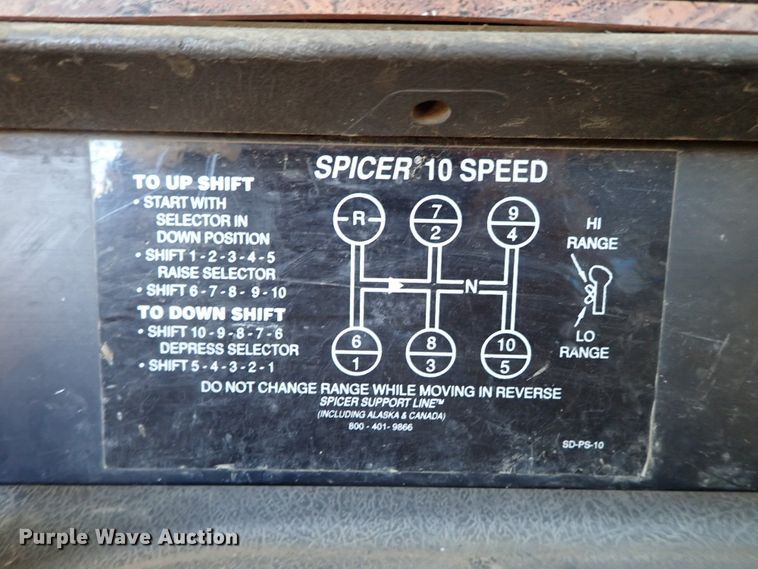 SPICER® 10 SPEED
TO UP SHIFT
• START WITH
SELECTOR IN
DOWN POSITION
• SHIFT 1 - 2 - 3 - 4 - 5
RAISE SELECTOR
• SHIFT 6 - 7 - 8 - 9 - 10
TO DOWN SHIFT
• SHIFT 10 - 9 - 8 - 7 - 6
DEPRESS SELECTOR
• SHIFT 5 - 4 - 3 - 2 - 1
R
7
2
9
4
N
6
1
8
3
10
5
HI
RANGE
LO
RANGE
DO NOT CHANGE RANGE WHILE MOVING IN REVERSE
SPICER SUPPORT LINE™
(INCLUDING ALASKA & CANADA)
800 - 401 - 9866
SD-PS-10
Purple Wave Auction